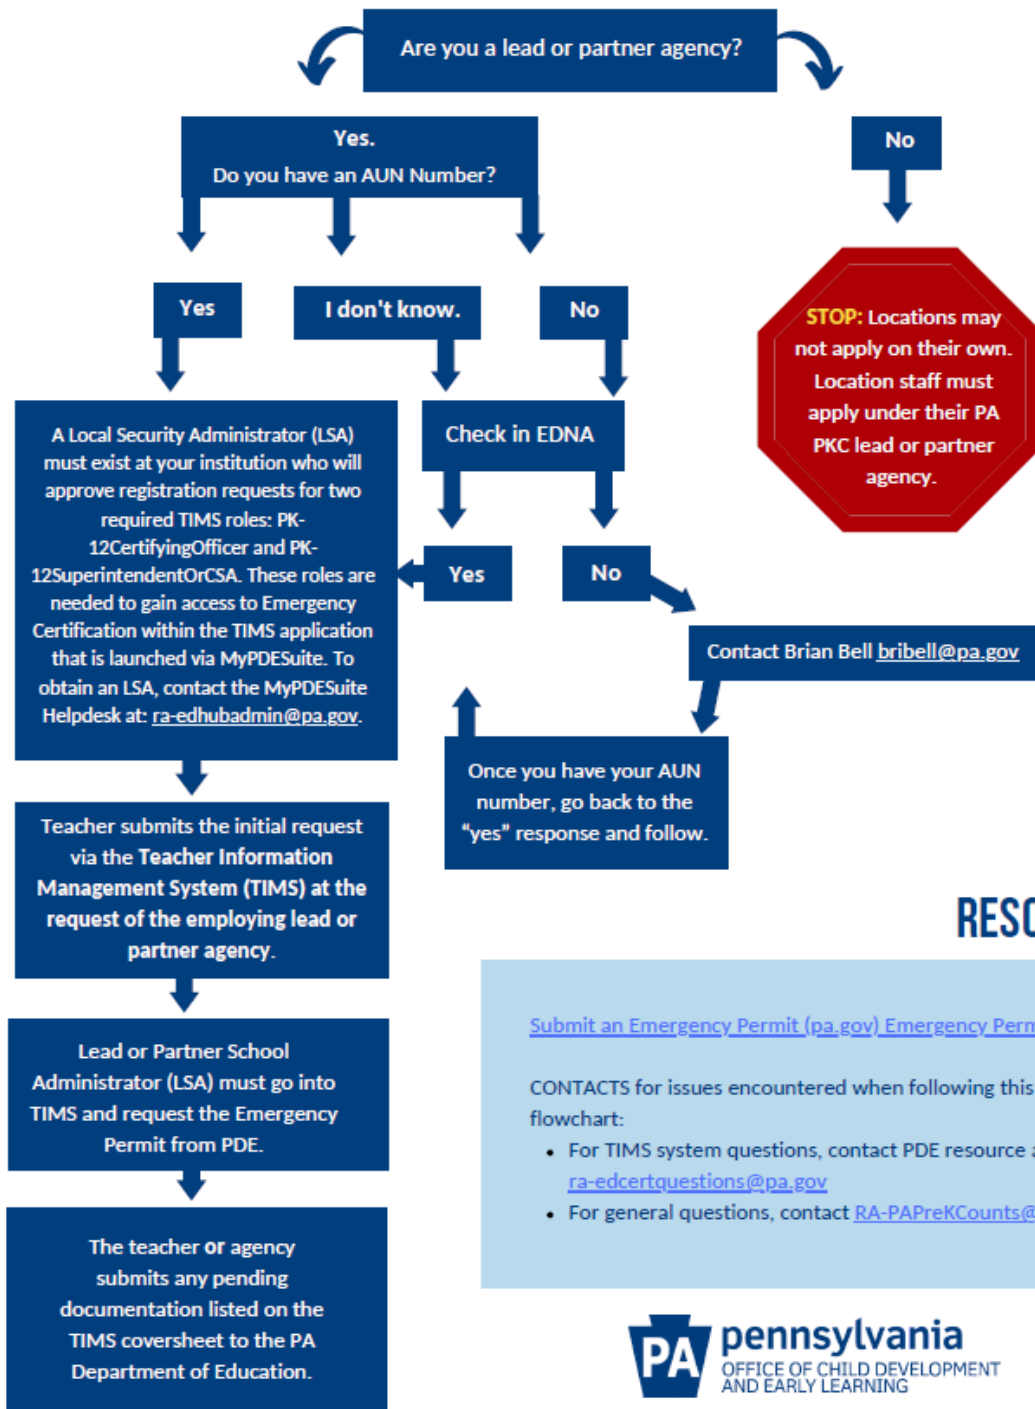 Are you a lead or partner agency?
Yes.
Do you have an AUN Number?
No
Yes
I don't know.
No
STOP: Locations may
not apply on their own.
Location staff must
apply under their PA
PKC lead or partner
agency.
A Local Security Administrator (LSA)
must exist at your institution who will
approve registration requests for two
required TIMS roles: PK-
12CertifyingOfficer and PK-
12SuperintendentOrCSA. These roles are
needed to gain access to Emergency
Certification within the TIMS application
that is launched via MyPDESuite. To
obtain an LSA, contact the MyPDESuite
Helpdesk at: ra-edhubadmin@pa.gov.
Check in EDNA
Yes
No
Contact Brian Bell bribell@pa.gov
Once you have your AUN
number, go back to the
“yes” response and follow.
Teacher submits the initial request
via the Teacher Information
Management System (TIMS) at the
request of the employing lead or
partner agency.
Lead or Partner School
Administrator (LSA) must go into
TIMS and request the Emergency
Permit from PDE.
The teacher or agency
submits any pending
documentation listed on the
TIMS coversheet to the PA
Department of Education.
Submit an Emergency Permit (pa.gov) Emergency
CONTACTS for issues encountered when following this
flowchart:
• For TIMS system questions, contact PDE resource
ra-edcertquestions@pa.gov
• For general questions, contact RA-PAPreKCounts@
PA pennsylvania
OFFICE OF CHILD DEVELOPMENT
AND EARLY LEARNING